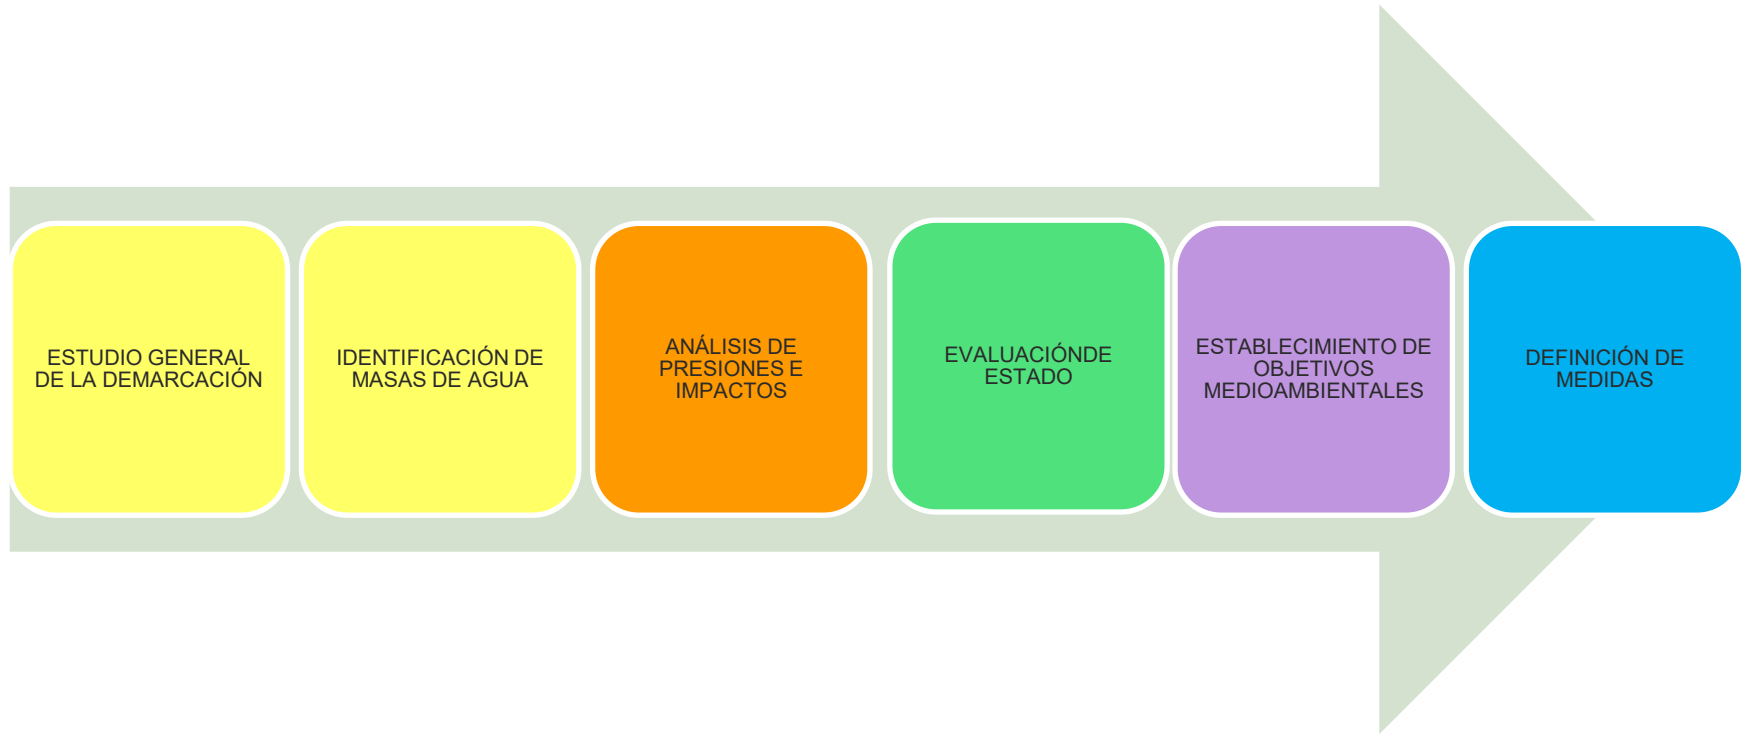 ESTUDIO GENERAL
DE LA DEMARCACIÓN
IDENTIFICACIÓN DE
MASAS DE AGUA
ANÁLISIS DE
PRESIONES E
IMPACTOS
EVALUACIÓNDE
ESTADO
ESTABLECIMIENTO DE
OBJETIVOS
MEDIOAMBIENTALES
DEFINICIÓN DE
MEDIDAS